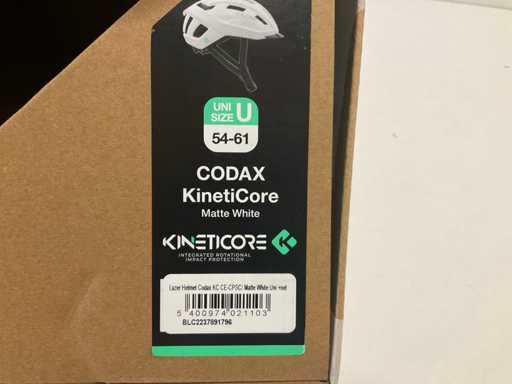 UNI
SIZE U
54-61
CODAX
KinetiCore
Matte White
KINETICORE
INTEGRATED ROTATIONAL
IMPACT PROTECTION
Lazer Helmet Codax KC CE-CPSC/ Matte White Uni +net
5 400974 021103
BLC2237891796